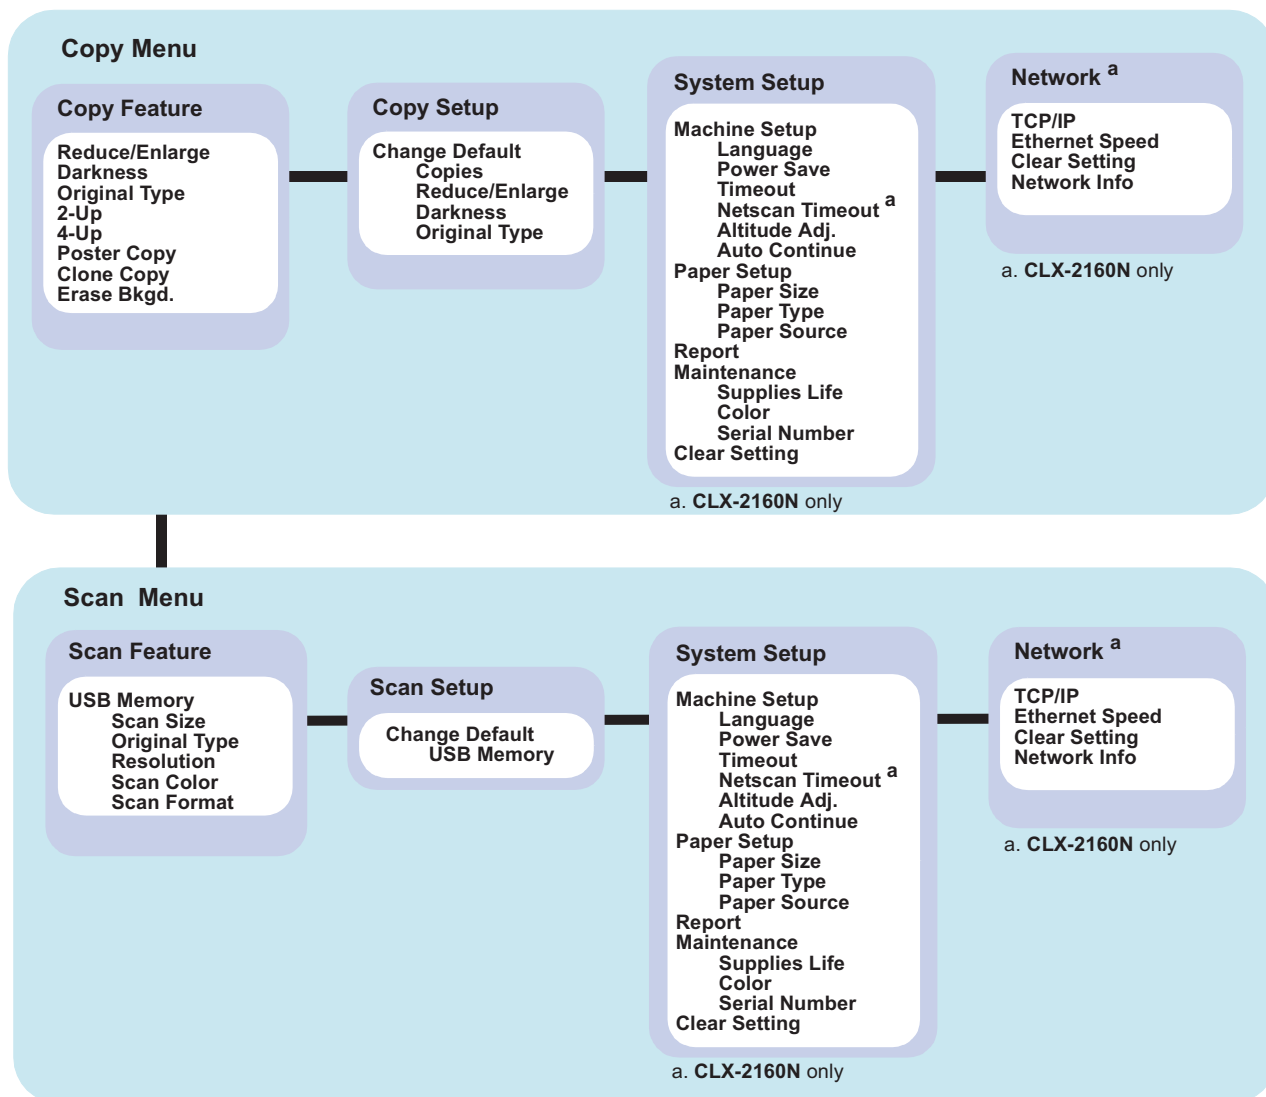 Copy Menu
Copy Feature
Reduce/Enlarge
Darkness
Original Type
2-Up
4-Up
Poster Copy
Clone Copy
Erase Bkgd.
Copy Setup
Change Default
Copies
Reduce/Enlarge
Darkness
Original Type
System Setup
Machine Setup
Language
Power Save
Timeout
Netscan Timeout a
Altitude Adj.
Auto Continue
Paper Setup
Paper Size
Paper Type
Paper Source
Report
Maintenance
Supplies Life
Color
Serial Number
Clear Setting
a. CLX-2160N only
Network a
TCP/IP
Ethernet Speed
Clear Setting
Network Info
a. CLX-2160N only
Scan Menu
Scan Feature
USB Memory
Scan Size
Original Type
Resolution
Scan Color
Scan Format
Scan Setup
Change Default
USB Memory
System Setup
Machine Setup
Language
Power Save
Timeout
Netscan Timeout a
Altitude Adj.
Auto Continue
Paper Setup
Paper Size
Paper Type
Paper Source
Report
Maintenance
Supplies Life
Color
Serial Number
Clear Setting
a. CLX-2160N only
Network a
TCP/IP
Ethernet Speed
Clear Setting
Network Info
a. CLX-2160N only